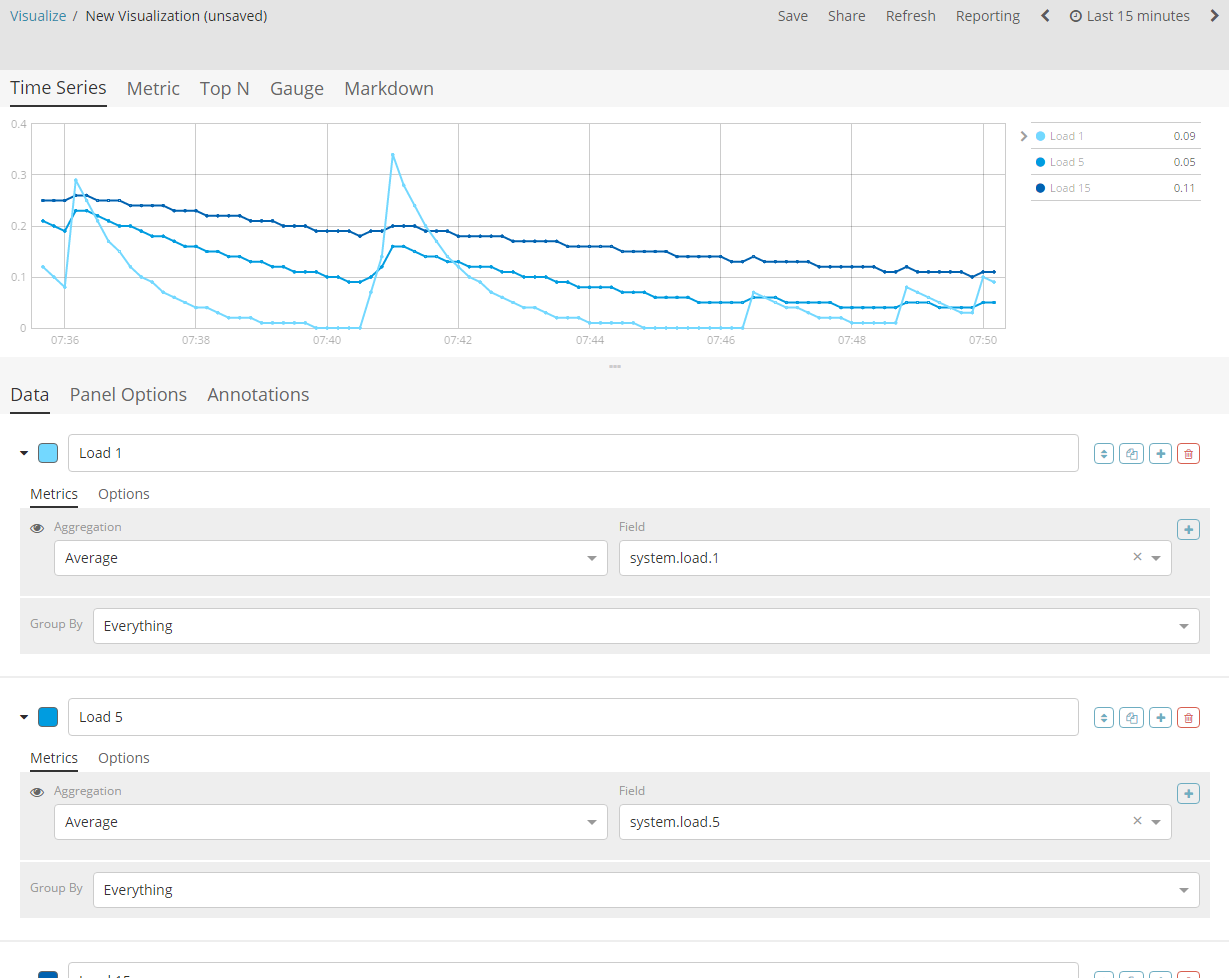 Visualize / New Visualization (unsaved) Save Share Refresh Reporting Last 15 minutes
Time Series Metric Top N Gauge Markdown
0.4
0.3
0.2
0.1
0
07:36 07:38 07:40 07:42 07:44 07:46 07:48 07:50
Load 1 0.09
Load 5 0.05
Load 15 0.11
Data Panel Options Annotations
Load 1
Metrics Options
Aggregation Field
Average system.load.1
Group By Everything
Load 5
Metrics Options
Aggregation Field
Average system.load.5
Group By Everything
Load 15